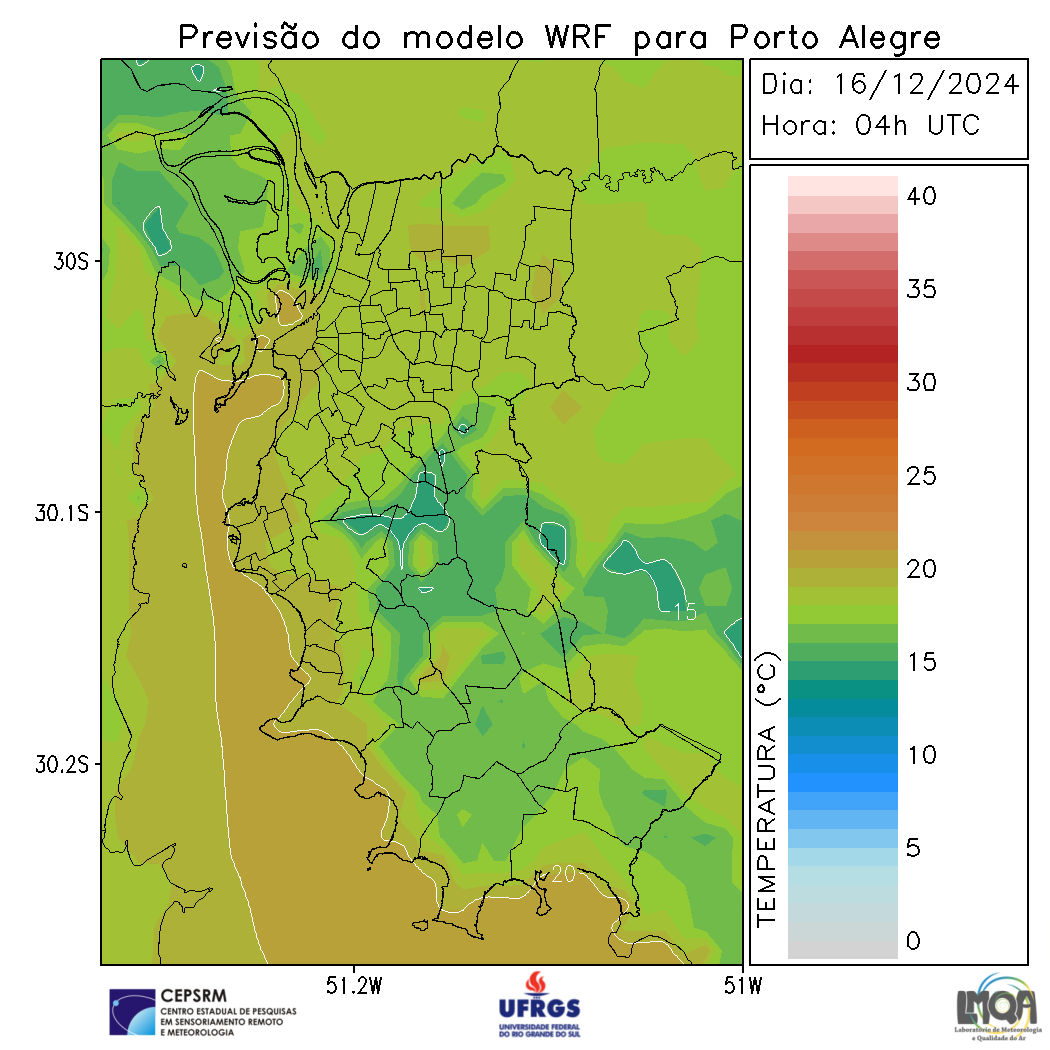 Previsão do modelo WRF para Porto Alegre
Dia: 16/12/2024
Hora: 04h UTC
40
35
30
25
20
15
10
5
0
TEMPERATURA (°C)
30S
30.1S
30.2S
51.2W
51W
15
20
CEPSRM
CENTRO ESTADUAL DE PESQUISAS
EM SENSORIAMENTO REMOTO
E METEOROLOGIA
UFRGS
UNIVERSIDADE FEDERAL
DO RIO GRANDE DO SUL
LMQA
Laboratório de Meteorologia
e Qualidade do Ar